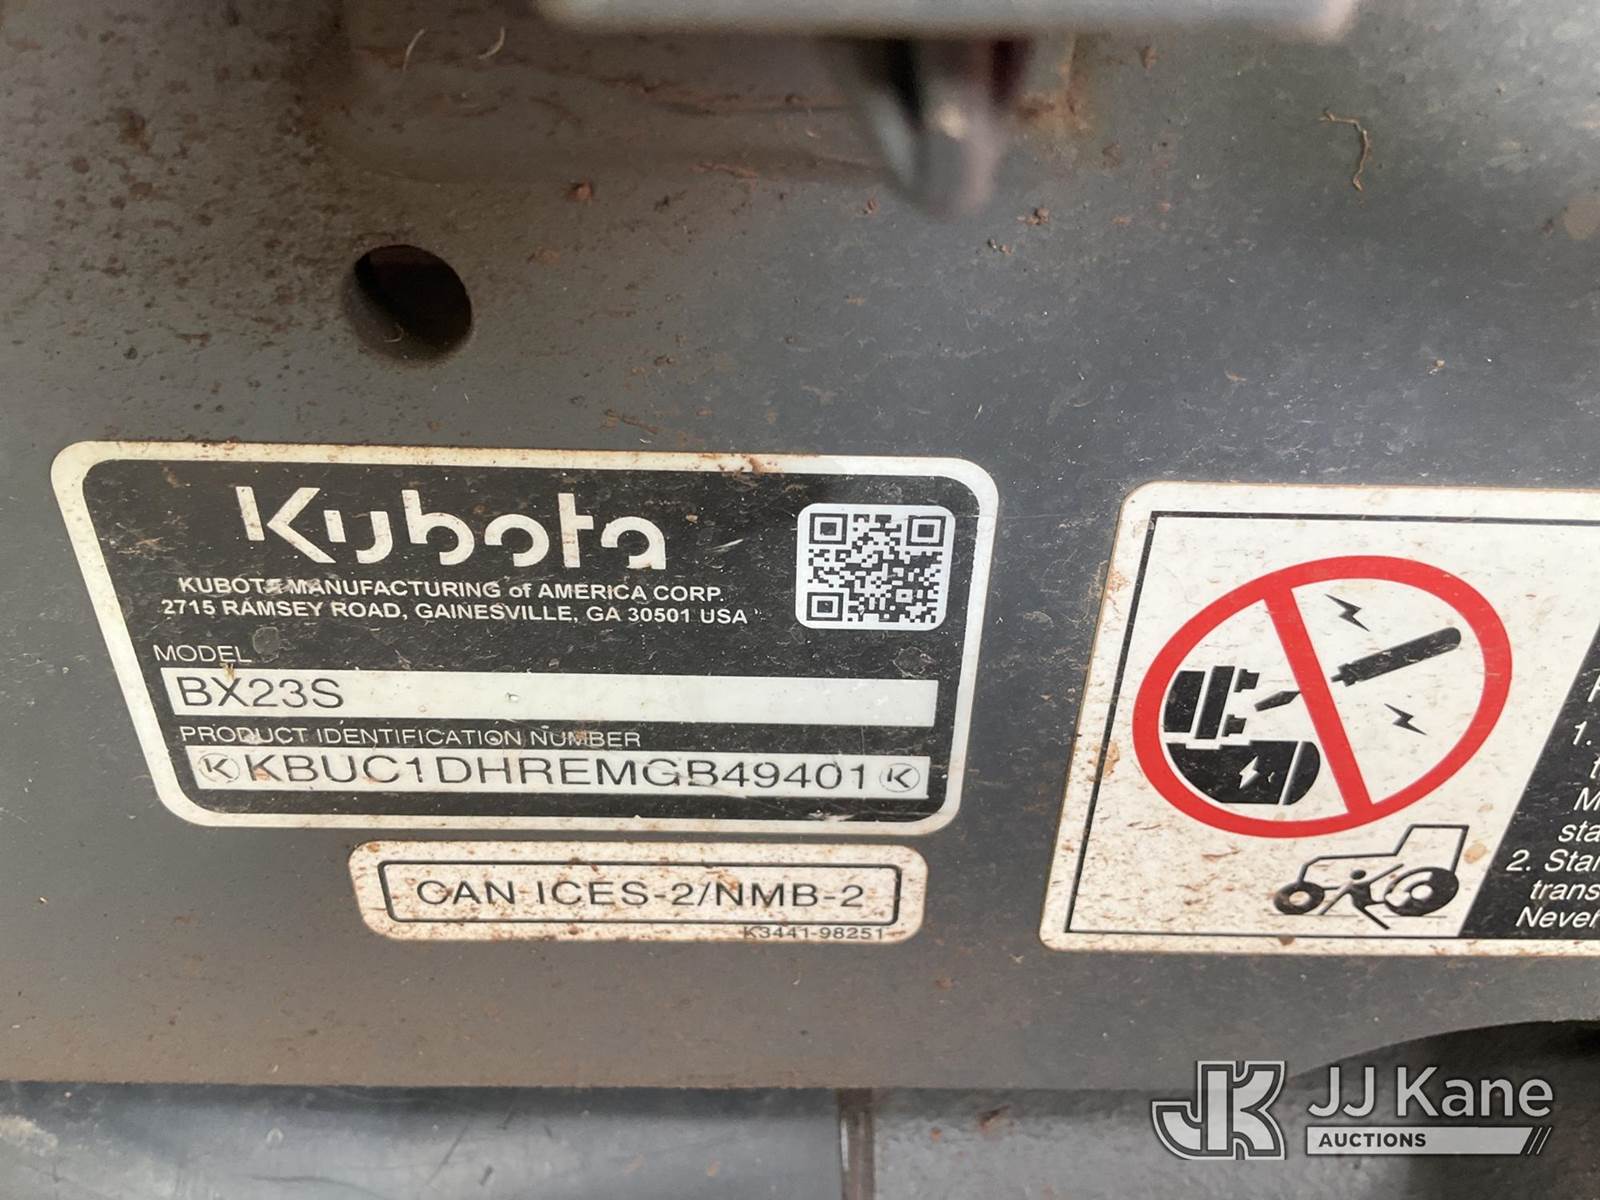 Kubota
KUBOTA MANUFACTURING of AMERICA CORP.
2715 RAMSEY ROAD, GAINESVILLE, GA 30501 USA
MODEL
BX23S
PRODUCT IDENTIFICATION NUMBER
KBUC1DHREMGB49401
CAN ICES-2/NMB-2
K3441-98251
1.
M
sta
2. Star
trans
Never
JJ Kane
AUCTIONS